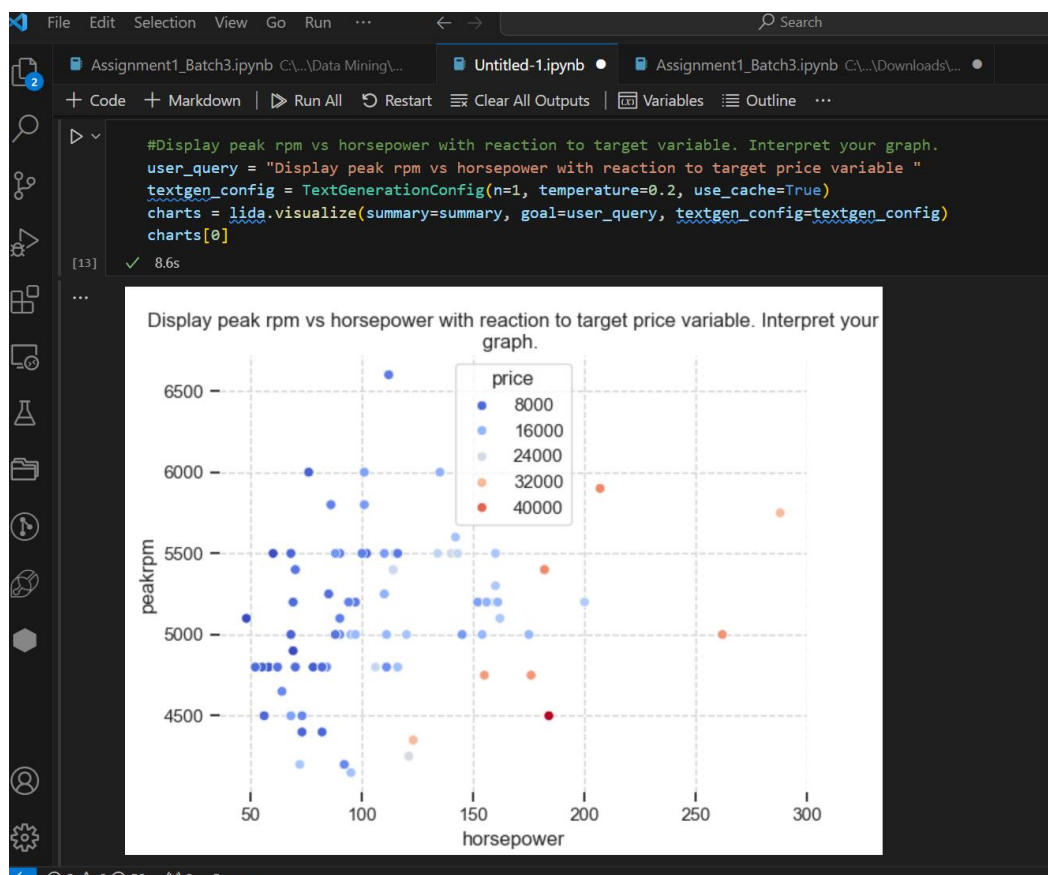 File Edit Selection View Go Run ··· ← → Search
Assignment1_Batch3.ipynb C:\...\Data Mining\... Untitled-1.ipynb ● Assignment1_Batch3.ipynb C:\...\Downloads\... ●
2
+ Code + Markdown | Run All Restart Clear All Outputs | Variables Outline ···
#Display peak rpm vs horsepower with reaction to target variable. Interpret your graph.
user_query = "Display peak rpm vs horsepower with reaction to target price variable "
textgen_config = TextGenerationConfig(n=1, temperature=0.2, use_cache=True)
charts = lida.visualize(summary=summary, goal=user_query, textgen_config=textgen_config)
charts[0]
[13] ✓ 8.6s
···
Display peak rpm vs horsepower with reaction to target price variable. Interpret your
graph.
price
8000
16000
24000
32000
40000
peakrpm
6500
6000
5500
5000
4500
50 100 150 200 250 300
horsepower